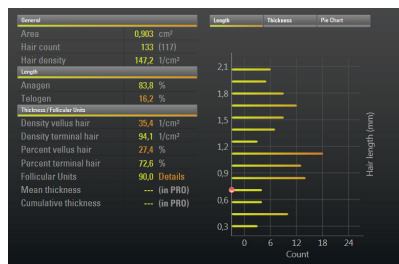 General
Area 0,903 cm²
Hair count 133 (117)
Hair density 147,2 1/cm²
Length
Anagen 83,8 %
Telogen 16,2 %
Thickness / Follicular Units
Density vellus hair 35,4 1/cm²
Density terminal hair 94,1 1/cm²
Percent vellus hair 27,4 %
Percent terminal hair 72,6 %
Follicular Units 90,0 Details
Mean thickness --- (in PRO)
Cumulative thickness --- (in PRO)
Length Thickness Pie Chart
2,1
1,8
1,5
1,2
0,9
0,6
0,3
0 6 12 18 24
Count
Hair length (mm)